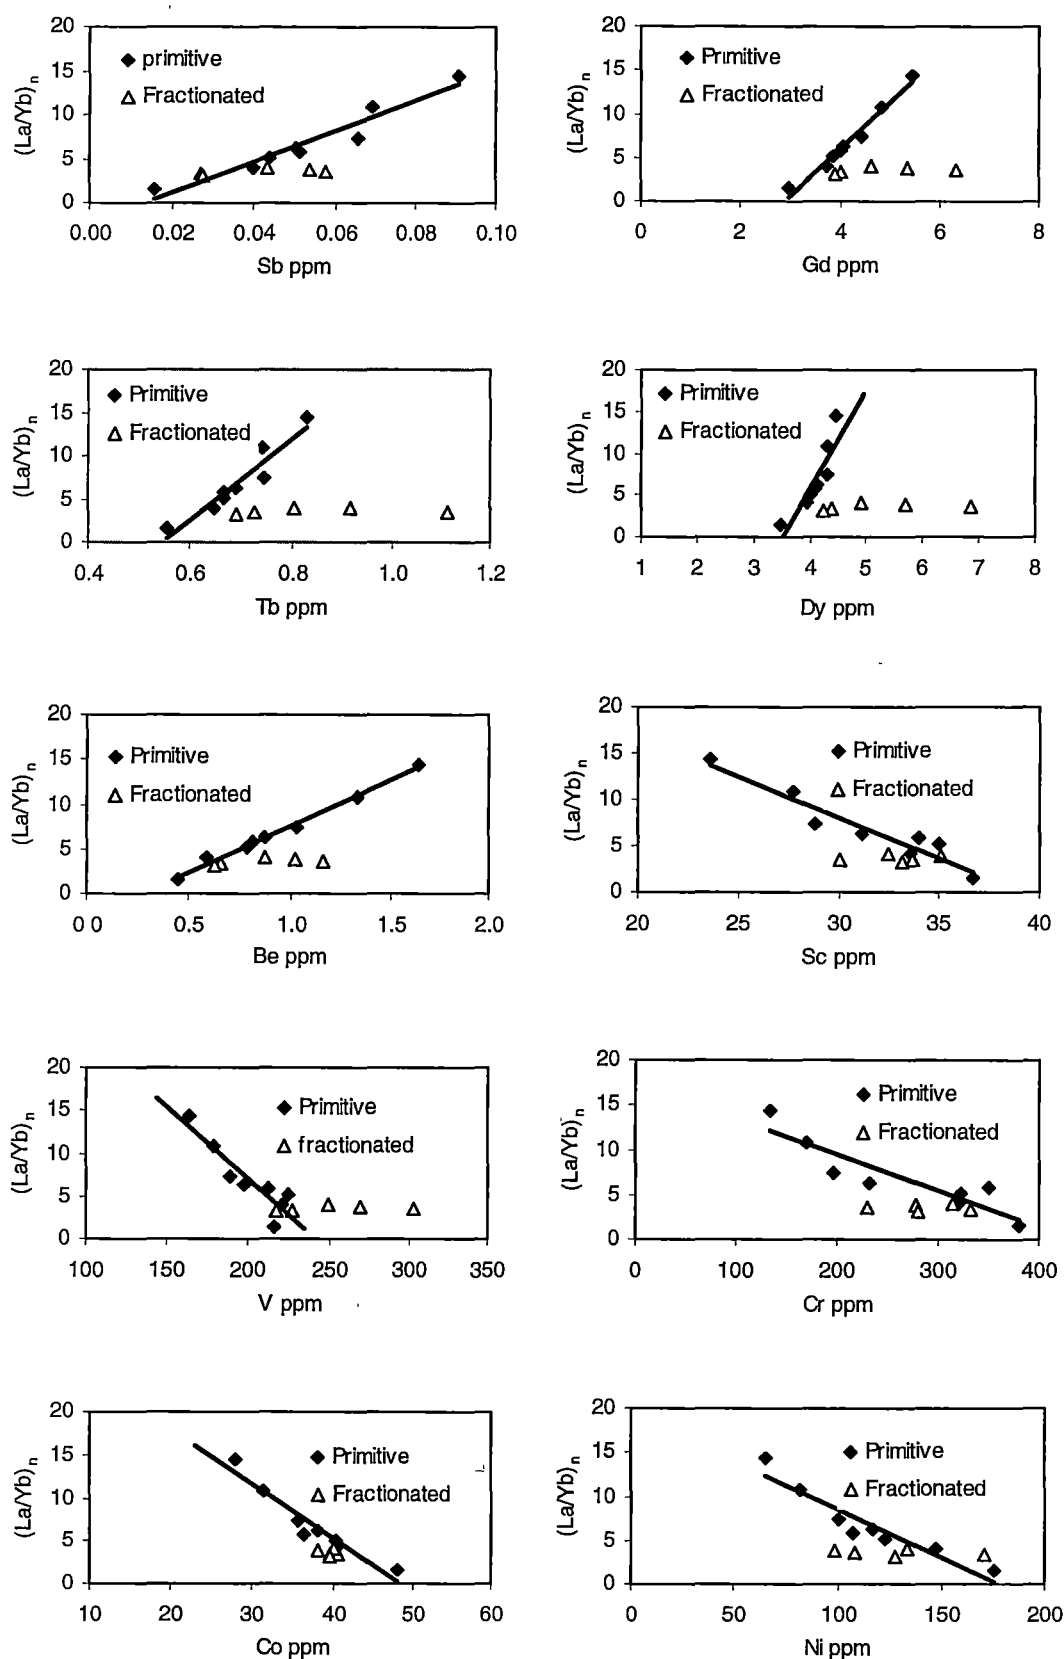 20
15
10
5
0
(La/Yb)n
primitive
Fractionated
0.00 0.02 0.04 0.06 0.08 0.10
Sb ppm
20
15
10
5
0
(La/Yb)n
Primitive
Fractionated
0 2 4 6 8
Gd ppm
20
15
10
5
0
(La/Yb)n
Primitive
Fractionated
0.4 0.6 0.8 1.0 1.2
Tb ppm
20
15
10
5
0
(La/Yb)n
Primitive
Fractionated
1 2 3 4 5 6 7 8
Dy ppm
20
15
10
5
0
(La/Yb)n
Primitive
Fractionated
0 0 0.5 1.0 1.5 2.0
Be ppm
20
15
10
5
0
(La/Yb)n
Primitive
Fractionated
20 25 30 35 40
Sc ppm
20
15
10
5
0
(La/Yb)n
Primitive
fractionated
100 150 200 250 300 350
V ppm
20
15
10
5
0
(La/Yb)n
Primitive
Fractionated
0 100 200 300 400
Cr ppm
20
15
10
5
0
(La/Yb)n
Primitive
Fractionated
10 20 30 40 50 60
Co ppm
20
15
10
5
0
(La/Yb)n
Primitive
Fractionated
0 50 100 150 200
Ni ppm